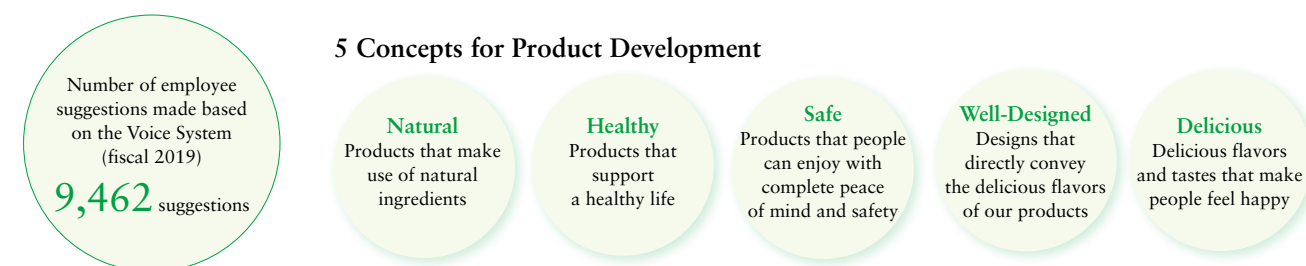 Number of employee
suggestions made based
on the Voice System
(fiscal 2019)
9,462 suggestions
5 Concepts for Product Development
Natural
Products that make
use of natural
ingredients
Healthy
Products that
support
a healthy life
Safe
Products that people
can enjoy with
complete peace
of mind and safety
Well-Designed
Designs that
directly convey
the delicious flavors
of our products
Delicious
Delicious flavors
and tastes that make
people feel happy